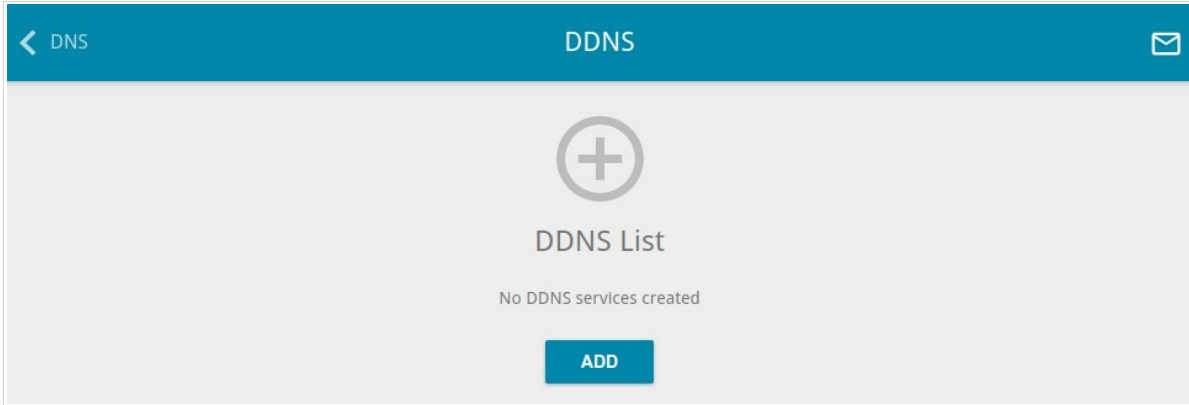 DNS
DDNS
DDNS List
No DDNS services created
ADD